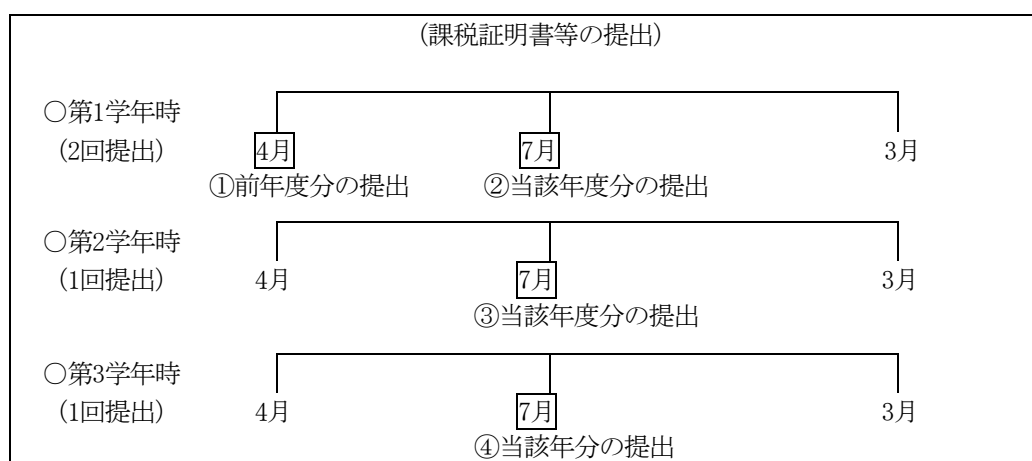 (課税証明書等の提出)
○第1学年時
(2回提出) 4月 7月 3月
①前年度分の提出 ②当該年度分の提出
○第2学年時
(1回提出) 4月 7月 3月
③当該年度分の提出
○第3学年時
(1回提出) 4月 7月 3月
④当該年分の提出